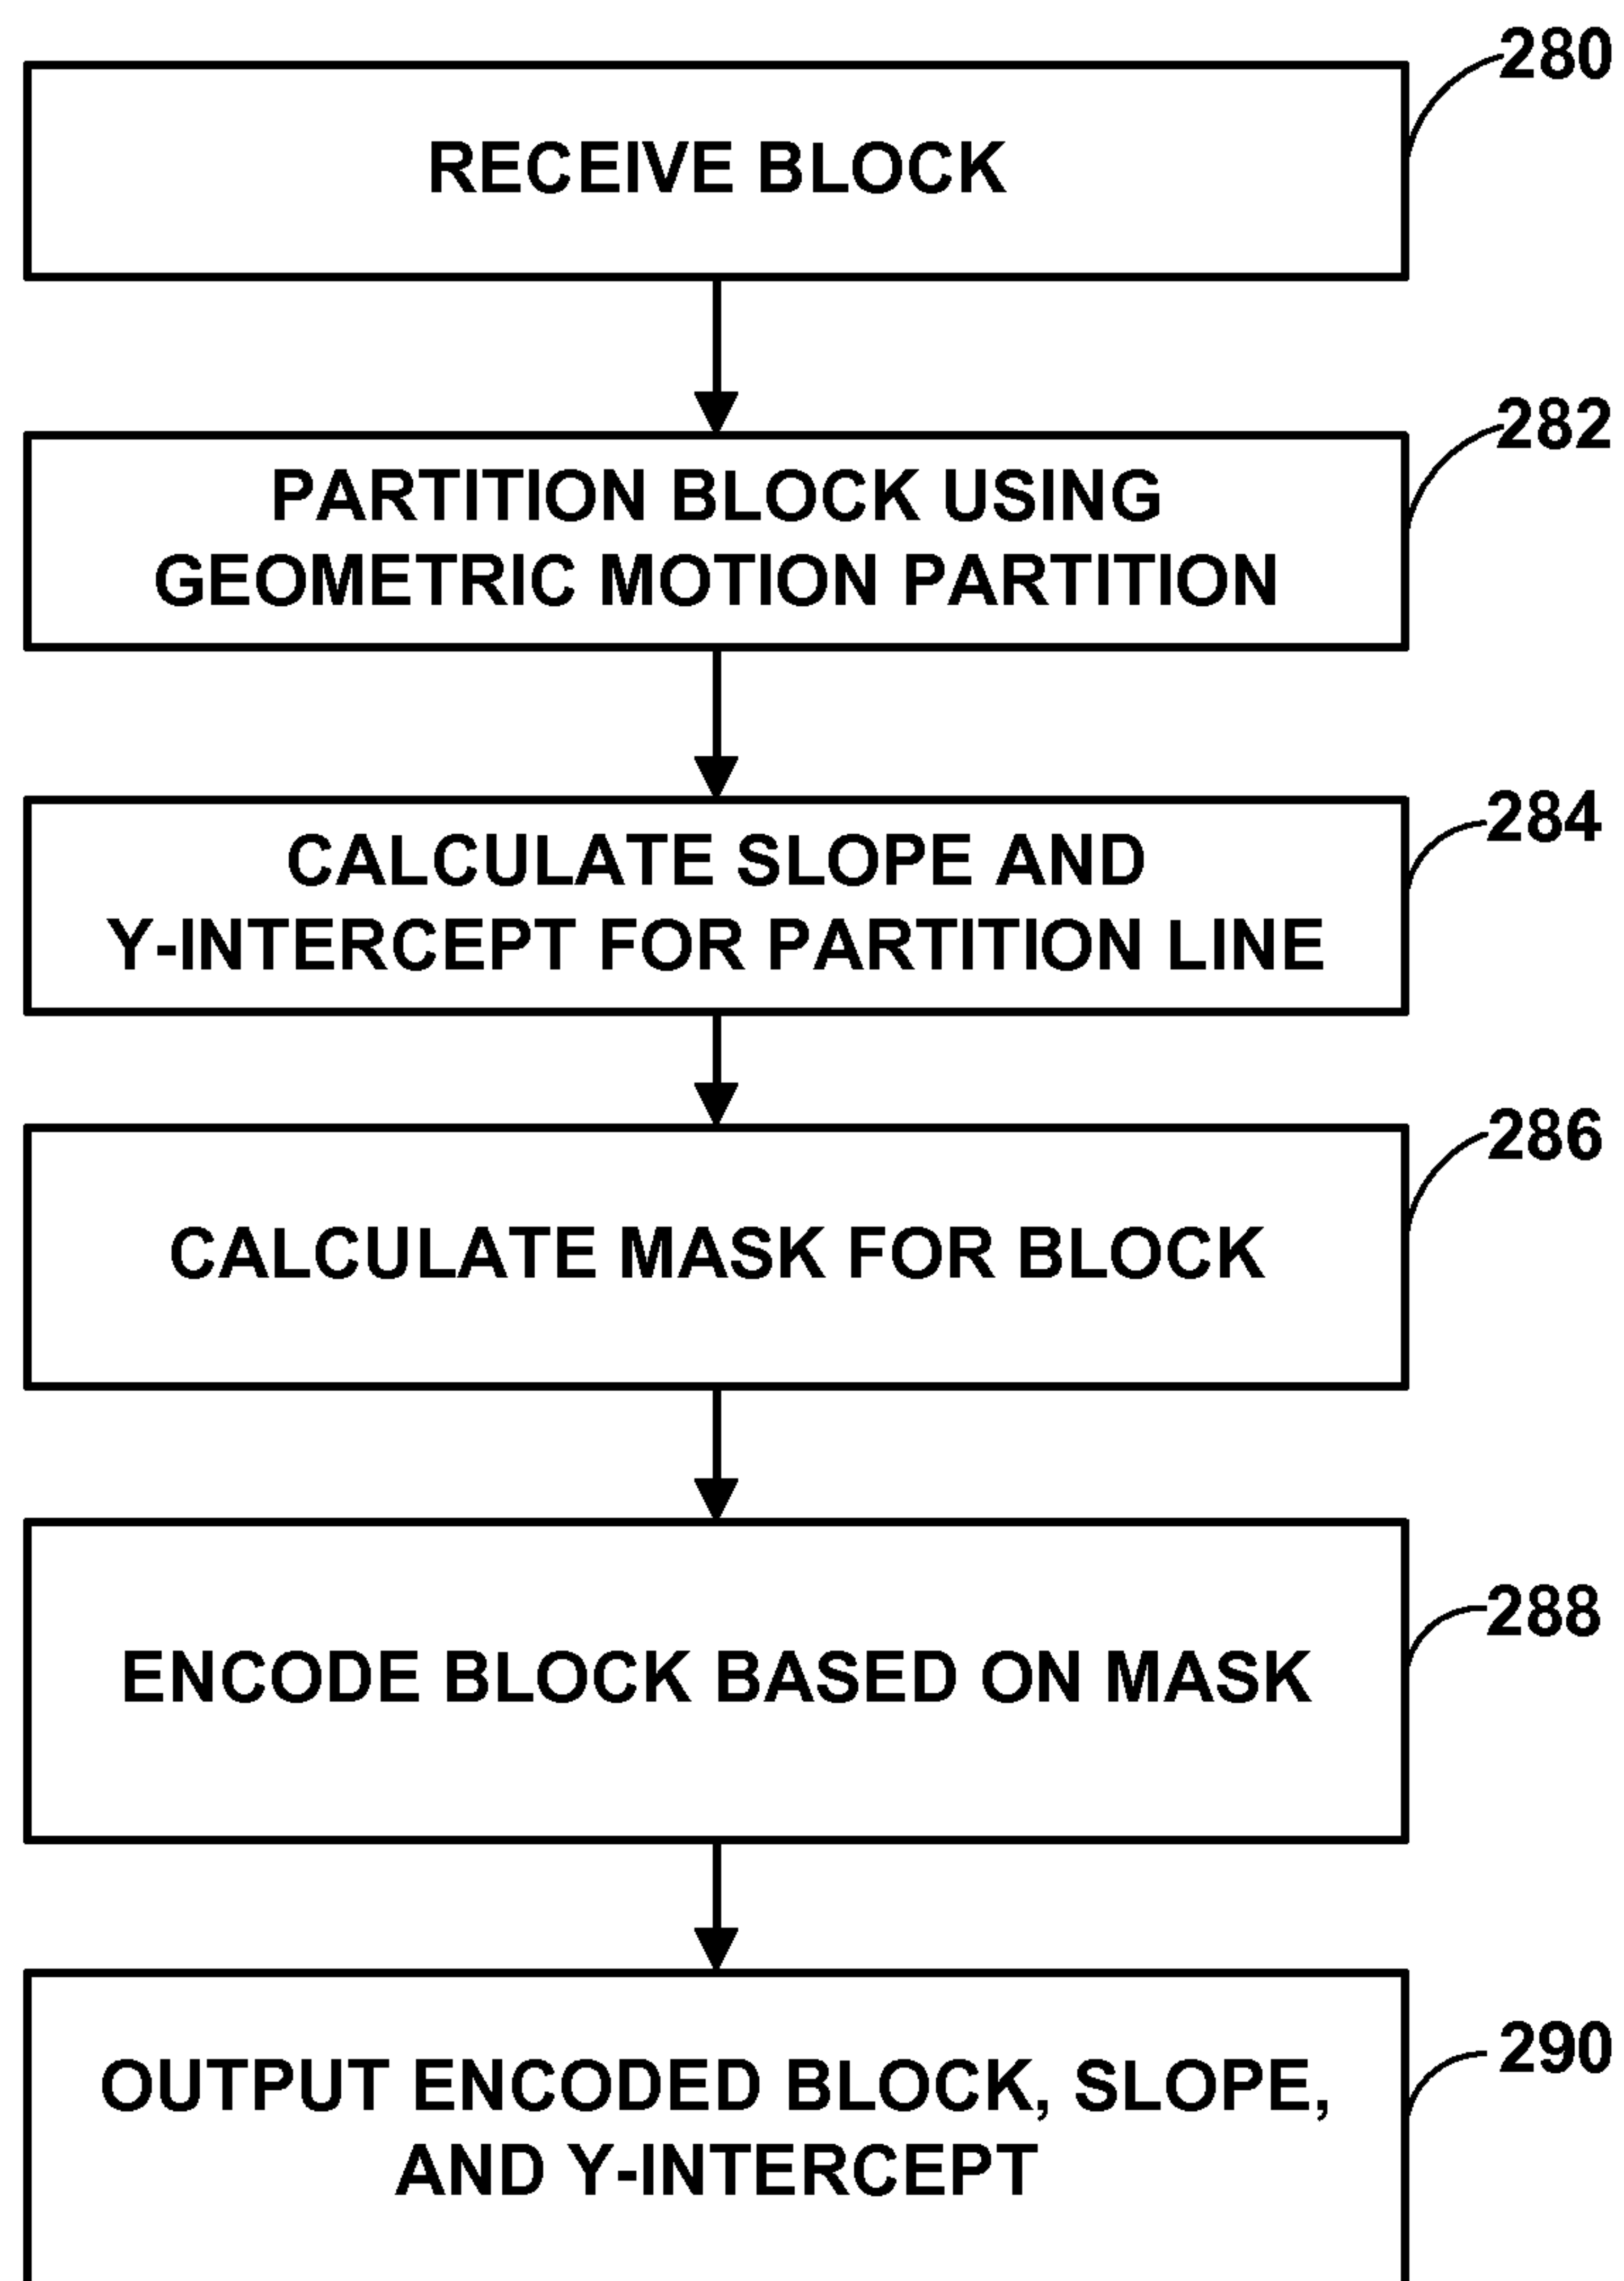 280
RECEIVE BLOCK
282
PARTITION BLOCK USING
GEOMETRIC MOTION PARTITION
284
CALCULATE SLOPE AND
Y-INTERCEPT FOR PARTITION LINE
286
CALCULATE MASK FOR BLOCK
288
ENCODE BLOCK BASED ON MASK
290
OUTPUT ENCODED BLOCK, SLOPE,
AND Y-INTERCEPT